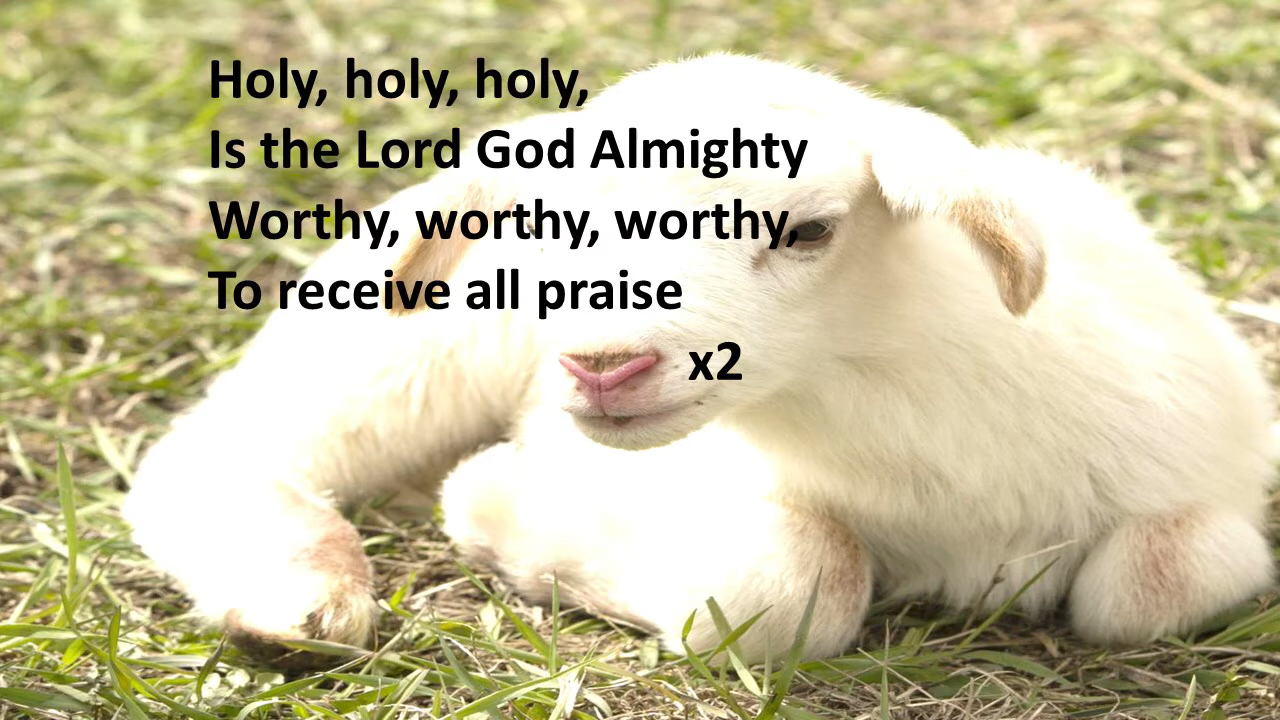 Holy, holy, holy,
Is the Lord God Almighty
Worthy, worthy, worthy,
To receive all praise
x2